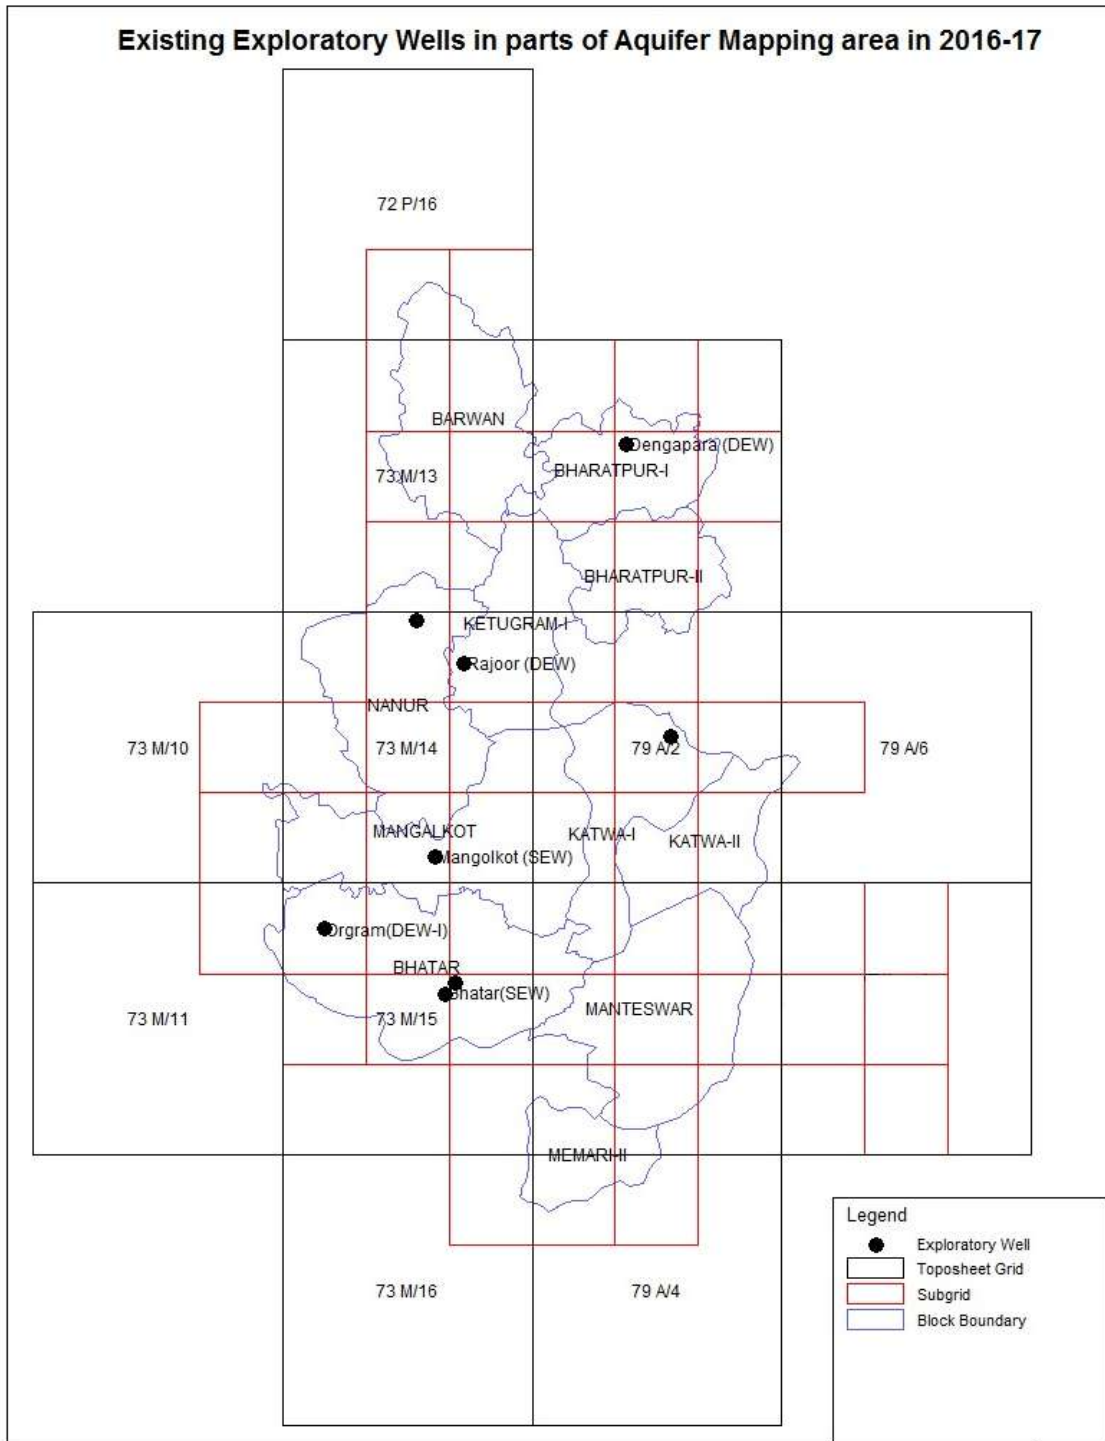 Existing Exploratory Wells in parts of Aquifer Mapping area in 2016-17
72 P/16
BARWAN
Dengapara (DEW)
BHARATPUR-I
73 M/13
BHARATPUR-II
KETUGRAM-I
Rajoor (DEW)
NANUR
73 M/10
73 M/14
79 A/2
79 A/6
MANGALKOT
KATWA-I
KATWA-II
Mangolkot (SEW)
Orgram(DEW-I)
BHATAR
Bhatar(SEW)
MANTESWAR
73 M/11
73 M/15
MEMARI-II
73 M/16
79 A/4
Legend
Exploratory Well
Toposheet Grid
Subgrid
Block Boundary